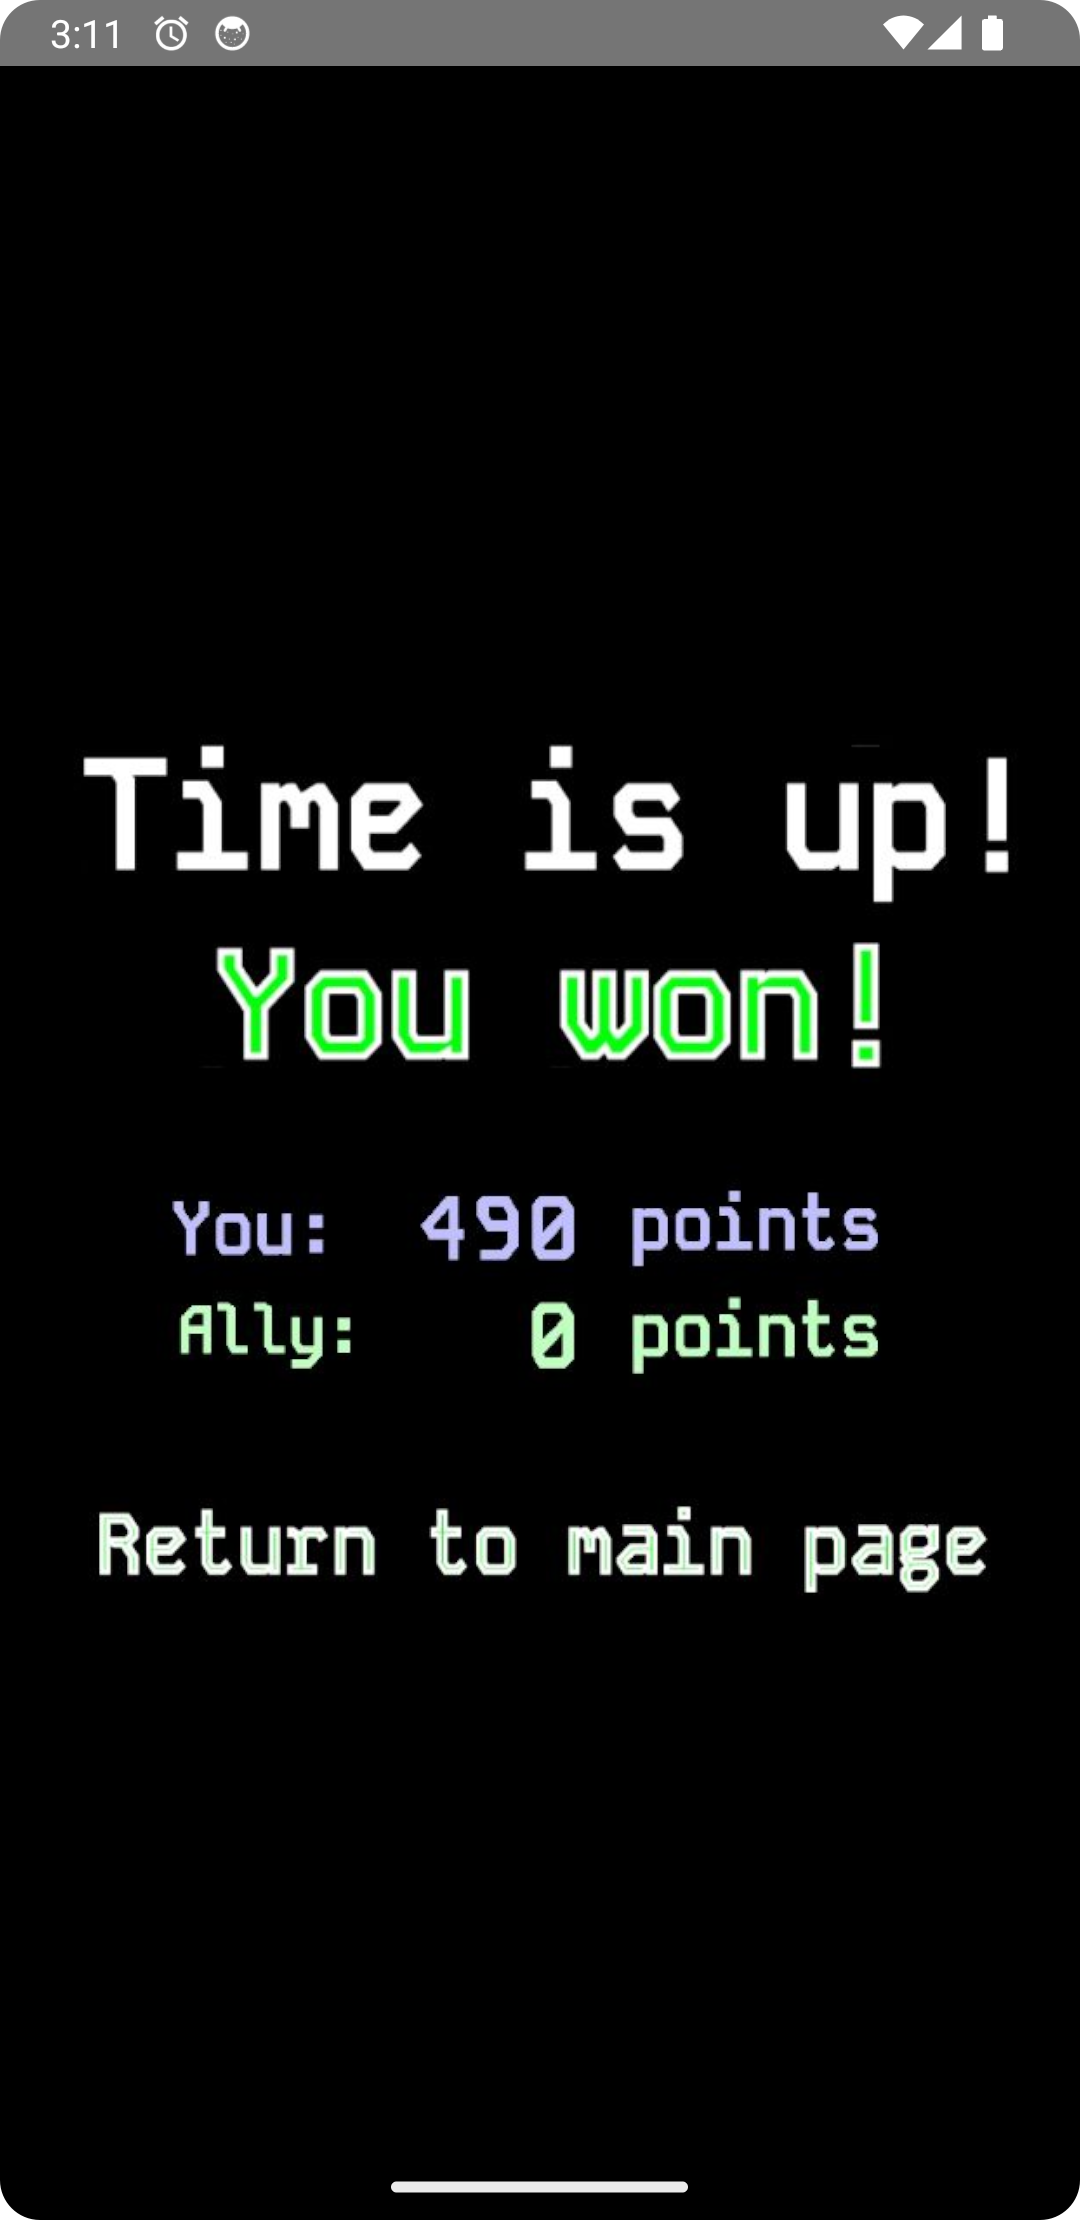 3:11
Time is up!
You won!
You: 490 points
Ally: 0 points
Return to main page